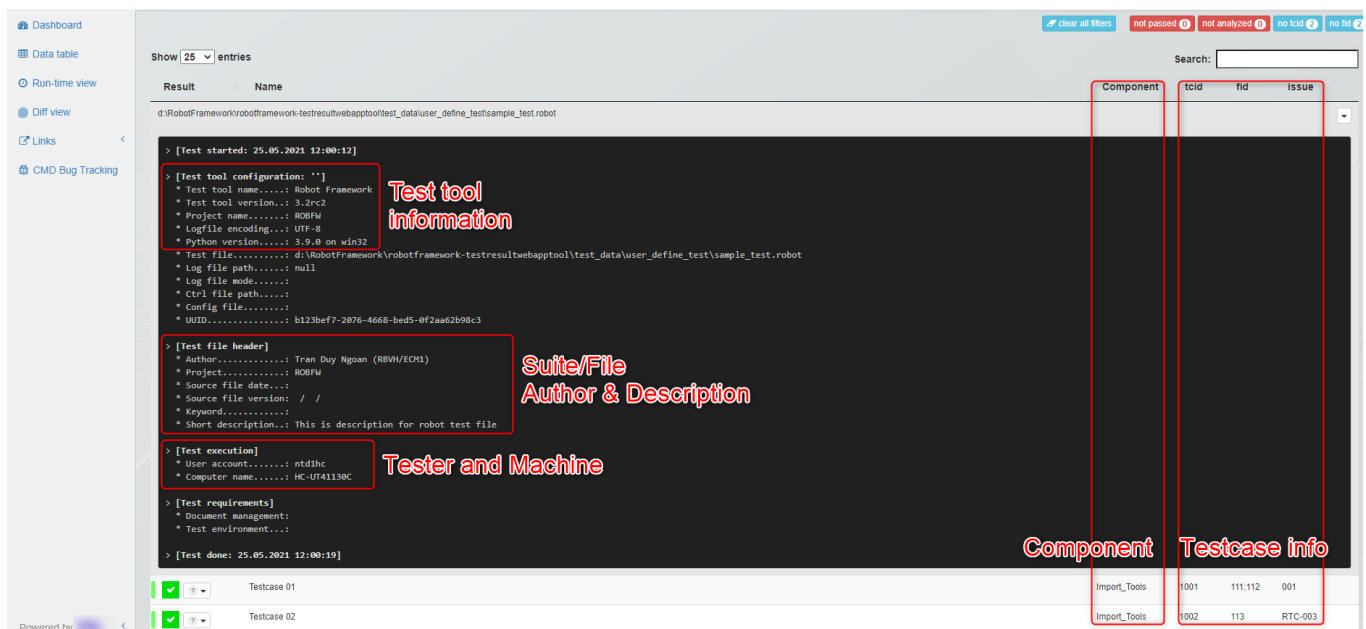 Dashboard
Data table
Run-time view
Diff view
Links
CMD Bug Tracking
Powered by
clear all filters not passed 0 not analyzed 0 no tcid 2 no fid 2
Show 25 entries
Search:
Result Name Component tcid fid issue
d:\RobotFramework\robotframework-testresultwebapptool\test_data\user_define_test\sample_test.robot
> [Test started: 25.05.2021 12:00:12]
> [Test tool configuration: '']
* Test tool name.....: Robot Framework
* Test tool version..: 3.2rc2
* Project name.......: ROBFW
* Logfile encoding...: UTF-8
* Python version.....: 3.9.0 on win32
* Test file..........: d:\RobotFramework\robotframework-testresultwebapptool\test_data\user_define_test\sample_test.robot
* Log file path......: null
* Log file mode......:
* Ctrl file path.....:
* Config file........:
* UUID...............: b123bef7-2076-4668-bed5-0f2aa62b98c3
Test tool
information
> [Test file header]
* Author.............: Tran Duy Ngoan (RBVH/ECM1)
* Project............: ROBFW
* Source file date...:
* Source file version: / /
* Keyword............:
* Short description..: This is description for robot test file
Suite/File
Author & Description
> [Test execution]
* User account.......: ntd1hc
* Computer name......: HC-UT41130C
Tester and Machine
> [Test requirements]
* Document management:
* Test environment...:
> [Test done: 25.05.2021 12:00:19]
Component Testcase info
? Testcase 01 Import_Tools 1001 111;112 001
? Testcase 02 Import_Tools 1002 113 RTC-003